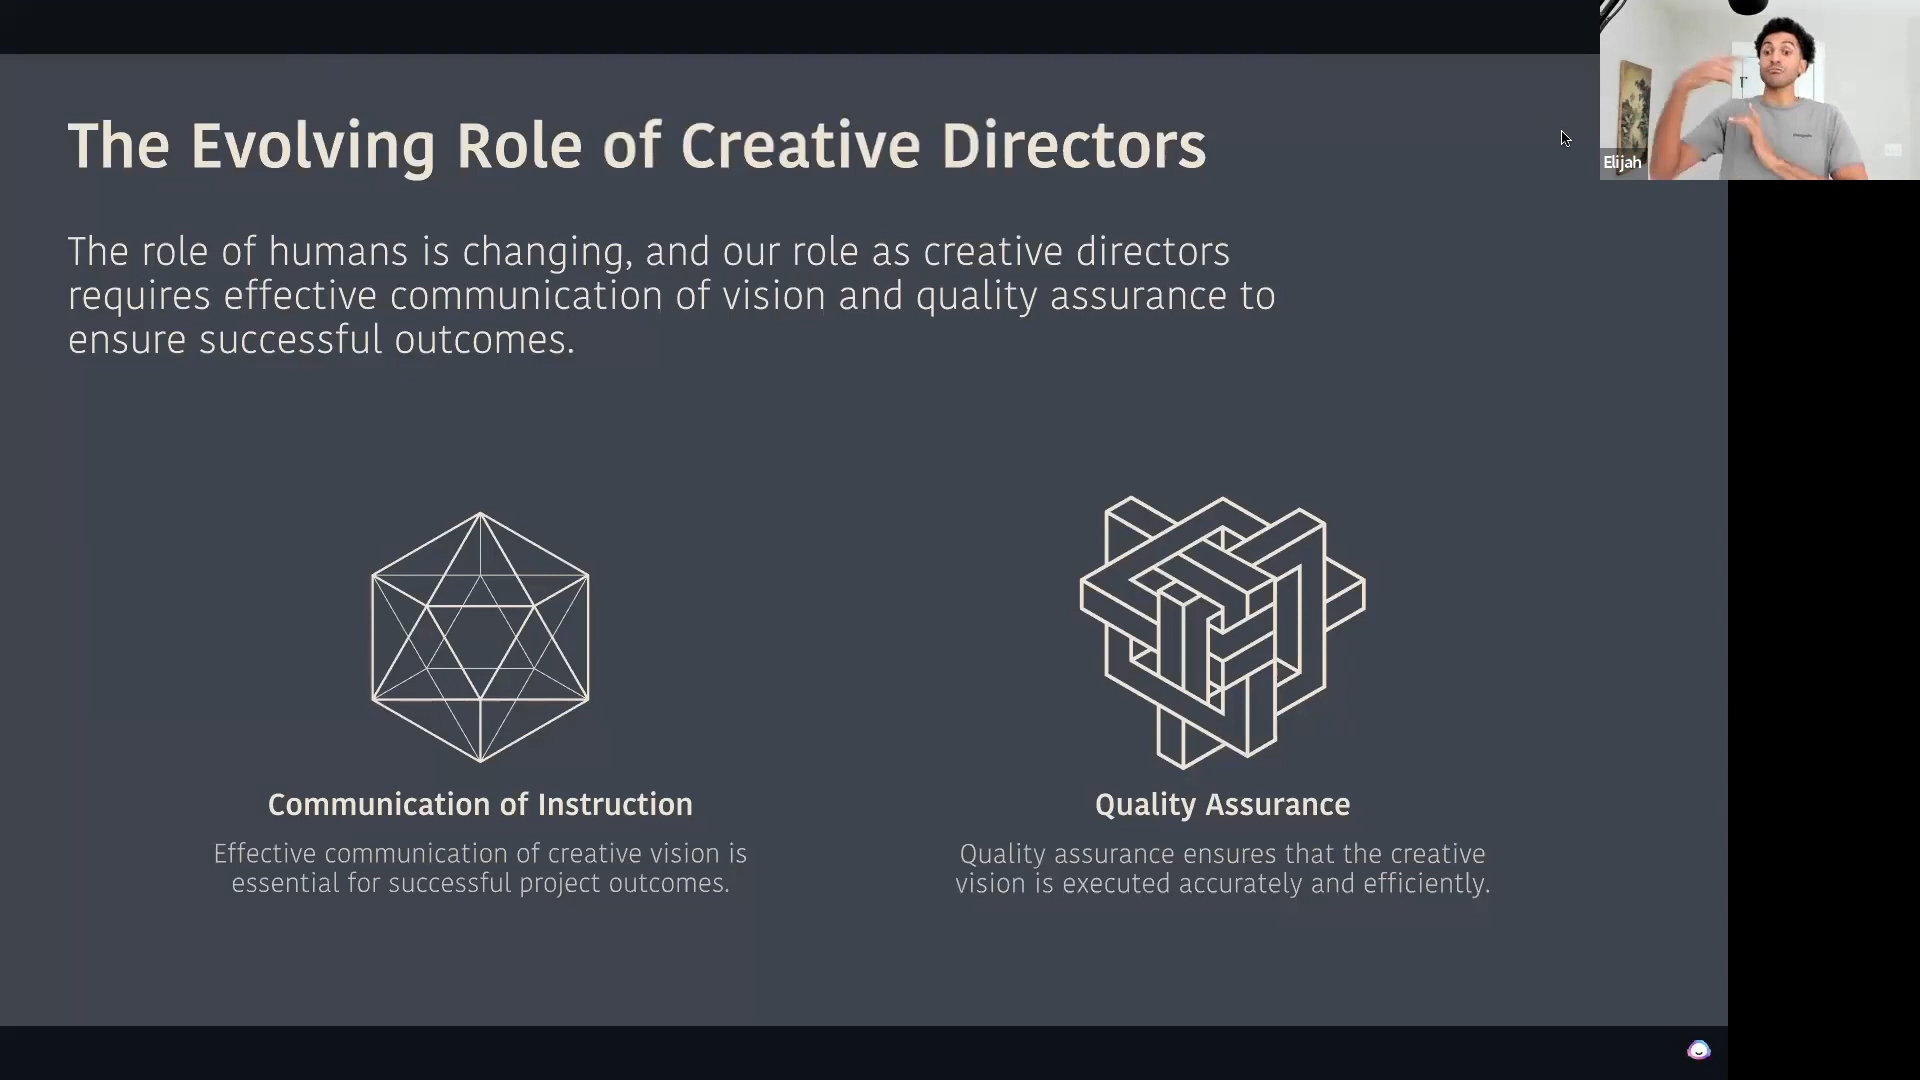 The Evolving Role of Creative Directors
The role of humans is changing, and our role as creative directors
requires effective communication of vision and quality assurance to
ensure successful outcomes.
Communication of Instruction
Effective communication of creative vision is
essential for successful project outcomes.
Quality Assurance
Quality assurance ensures that the creative
vision is executed accurately and efficiently.
Elijah